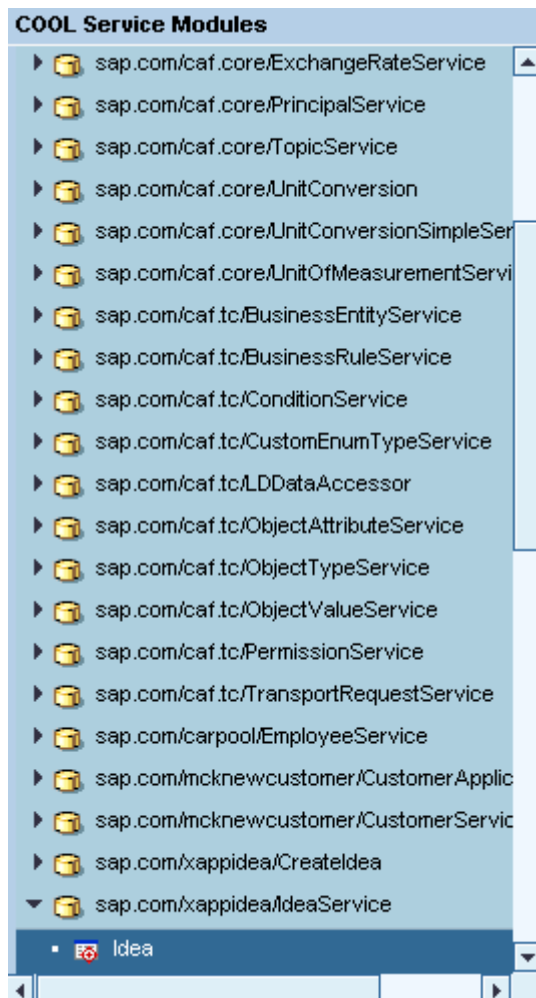 COOL Service Modules
sap.com/caf.core/ExchangeRateService
sap.com/caf.core/PrincipalService
sap.com/caf.core/TopicService
sap.com/caf.core/UnitConversion
sap.com/caf.core/UnitConversionSimpleSer
sap.com/caf.core/UnitOfMeasurementServi
sap.com/caf.tc/BusinessEntityService
sap.com/caf.tc/BusinessRuleService
sap.com/caf.tc/ConditionService
sap.com/caf.tc/CustomEnumTypeService
sap.com/caf.tc/LDDataAccessor
sap.com/caf.tc/ObjectAttributeService
sap.com/caf.tc/ObjectTypeService
sap.com/caf.tc/ObjectValueService
sap.com/caf.tc/PermissionService
sap.com/caf.tc/TransportRequestService
sap.com/carpool/EmployeeService
sap.com/mcknewcustomer/CustomerApplic
sap.com/mcknewcustomer/CustomerServic
sap.com/xappidea/CreateIdea
sap.com/xappidea/IdeaService
Idea